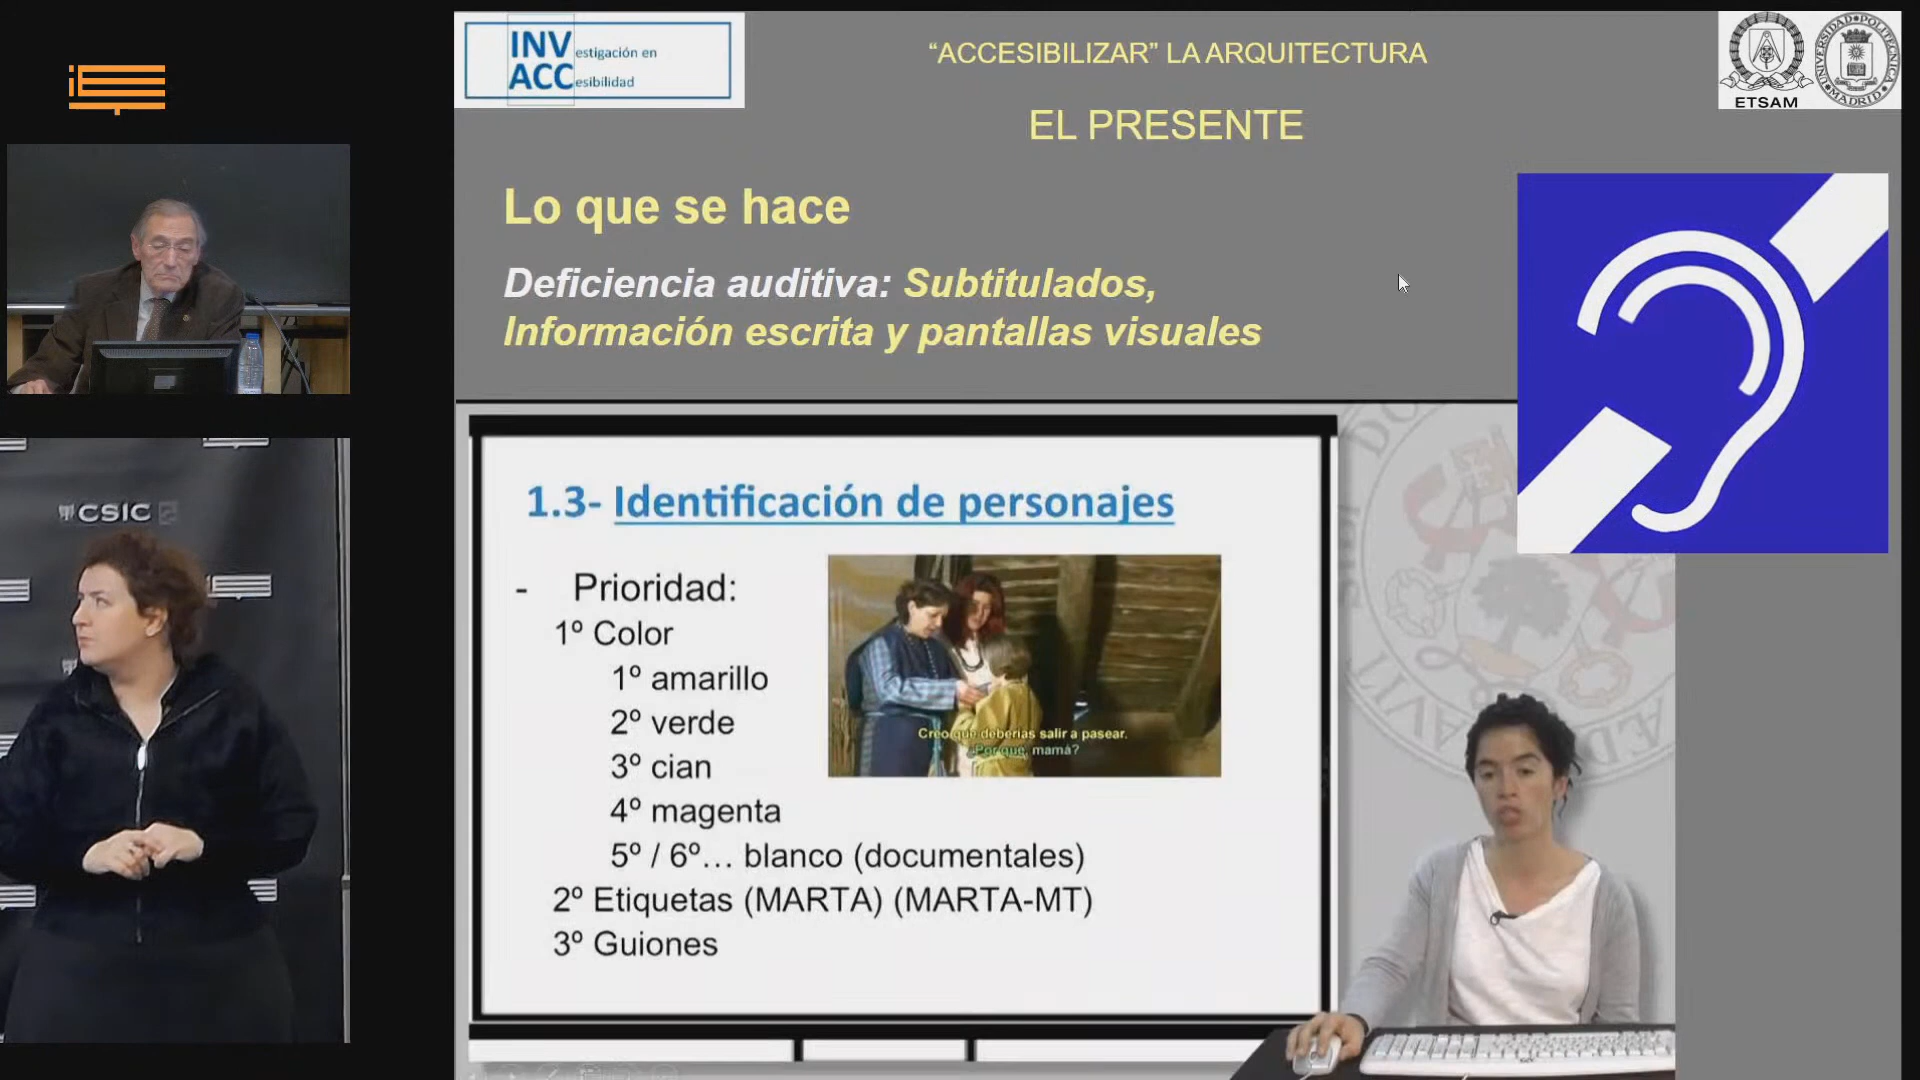 INVestigación en
ACCesibilidad
“ACCESIBILIZAR” LA ARQUITECTURA
EL PRESENTE
ETSAM
UNIVERSIDAD POLITÉCNICA
MADRID
Lo que se hace
Deficiencia auditiva: Subtitulados,
Información escrita y pantallas visuales
CSIC
1.3- Identificación de personajes
- Prioridad:
1º Color
1º amarillo
2º verde
3º cian
4º magenta
5º / 6º… blanco (documentales)
2º Etiquetas (MARTA) (MARTA-MT)
3º Guiones
Creo que deberías salir a pasear.
¿Por qué, mamá?